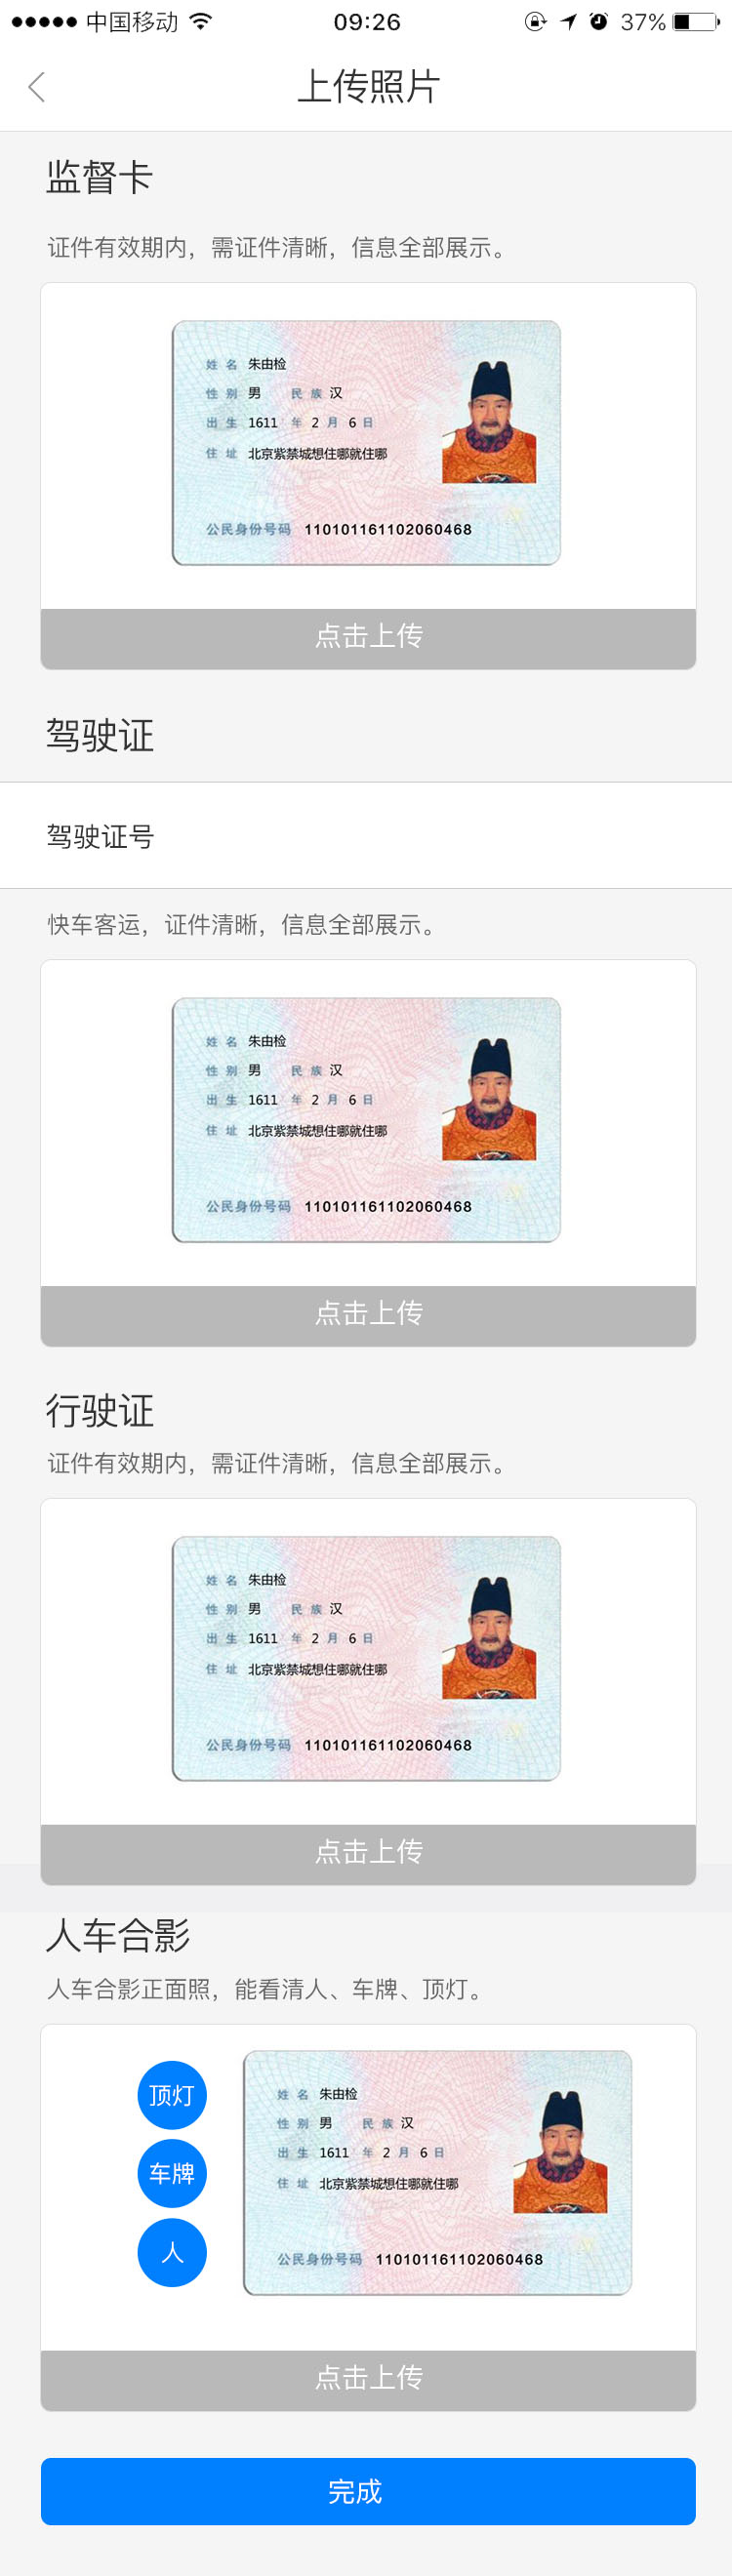 中国移动 09:26 37%
上传照片
监督卡
证件有效期内，需证件清晰，信息全部展示。
姓 名 朱由检
性 别 男 民 族 汉
出 生 1611 年 2 月 6 日
住 址 北京紫禁城想住哪就住哪
公民身份号码 110101161102060468
点击上传
驾驶证
驾驶证号
快车客运，证件清晰，信息全部展示。
姓 名 朱由检
性 别 男 民 族 汉
出 生 1611 年 2 月 6 日
住 址 北京紫禁城想住哪就住哪
公民身份号码 110101161102060468
点击上传
行驶证
证件有效期内，需证件清晰，信息全部展示。
姓 名 朱由检
性 别 男 民 族 汉
出 生 1611 年 2 月 6 日
住 址 北京紫禁城想住哪就住哪
公民身份号码 110101161102060468
点击上传
人车合影
人车合影正面照，能看清人、车牌、顶灯。
顶灯
车牌
人
姓 名 朱由检
性 别 男 民 族 汉
出 生 1611 年 2 月 6 日
住 址 北京紫禁城想住哪就住哪
公民身份号码 110101161102060468
点击上传
完成